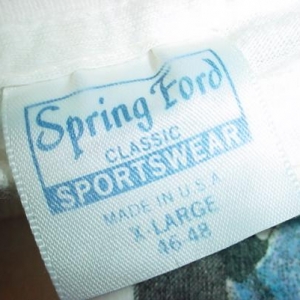 Spring Ford
CLASSIC
SPORTSWEAR
MADE IN U.S.A
X-LARGE
46-48